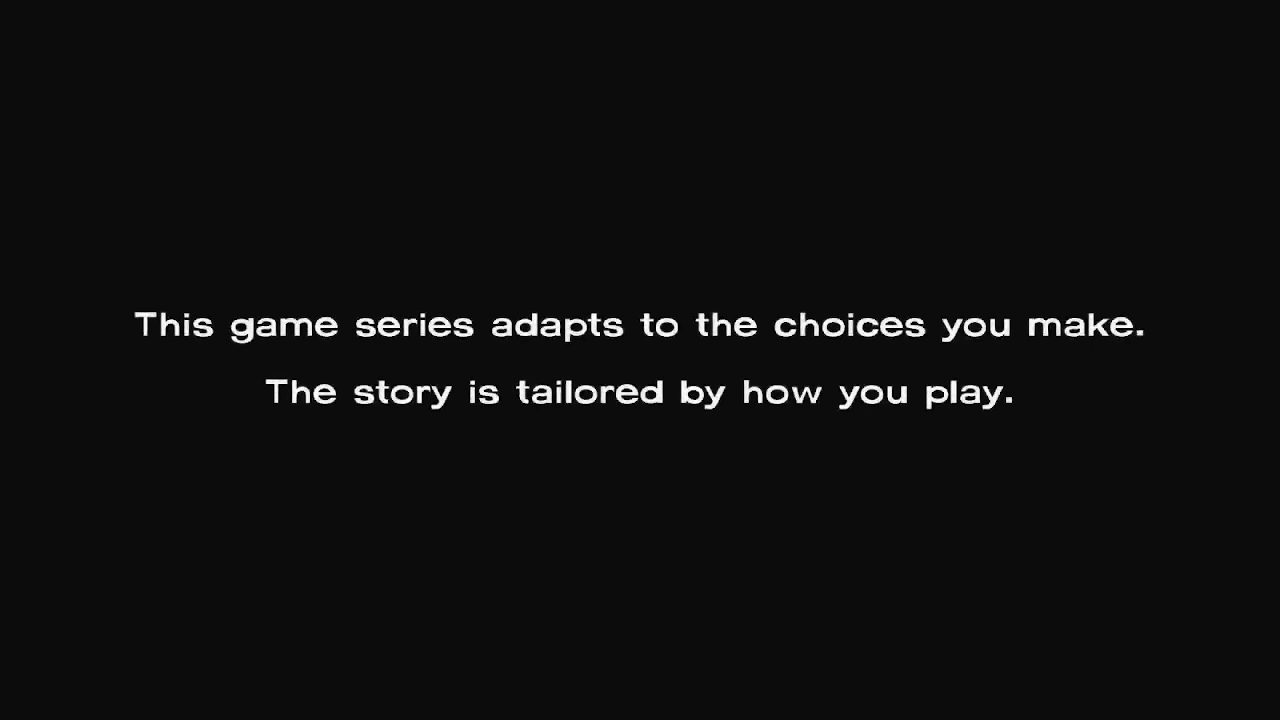 This game series adapts to the choices you make.
The story is tailored by how you play.